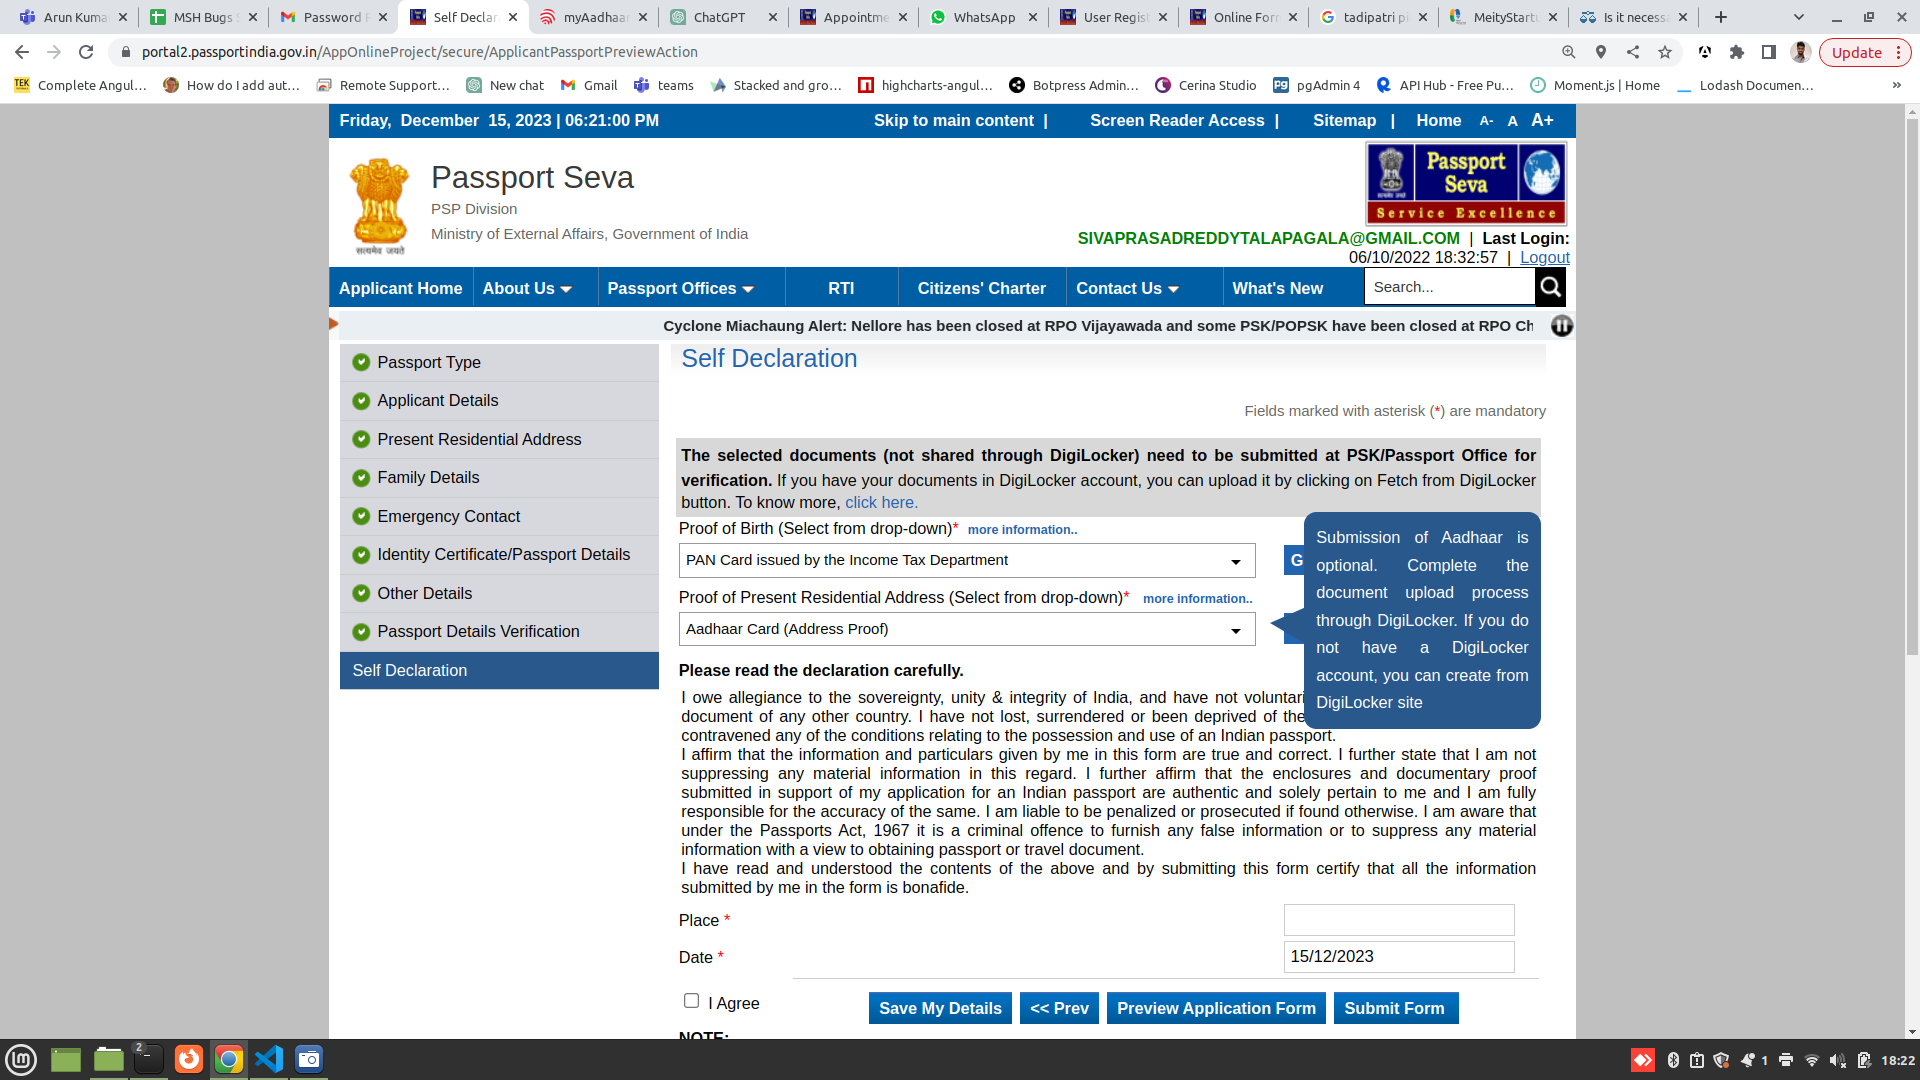 Arun Kuma
MSH Bugs S
Password R
Self Declara
myAadhaar
ChatGPT
Appointme
WhatsApp
User Regist
Online Form
tadipatri pi
MeityStartu
Is it necessa
portal2.passportindia.gov.in/AppOnlineProject/secure/ApplicantPassportPreviewAction
Update
TEK Complete Angul...
How do I add aut...
Remote Support...
New chat
Gmail
teams
Stacked and gro...
highcharts-angul...
Botpress Admin...
Cerina Studio
pgAdmin 4
API Hub - Free Pu...
Moment.js | Home
Lodash Documen...
»
Friday, December 15, 2023 | 06:21:00 PM
Skip to main content |
Screen Reader Access |
Sitemap |
Home
A- A A+
Passport Seva
PSP Division
Ministry of External Affairs, Government of India
सत्यमेव जयते
Passport
Seva
Service Excellence
SIVAPRASADREDDYTALAPAGALA@GMAIL.COM | Last Login:
06/10/2022 18:32:57 | Logout
Applicant Home
About Us
Passport Offices
RTI
Citizens' Charter
Contact Us
What's New
Search...
Cyclone Miachaung Alert: Nellore has been closed at RPO Vijayawada and some PSK/POPSK have been closed at RPO Ch
Passport Type
Applicant Details
Present Residential Address
Family Details
Emergency Contact
Identity Certificate/Passport Details
Other Details
Passport Details Verification
Self Declaration
Self Declaration
Fields marked with asterisk (*) are mandatory
The selected documents (not shared through DigiLocker) need to be submitted at PSK/Passport Office for
verification. If you have your documents in DigiLocker account, you can upload it by clicking on Fetch from DigiLocker
button. To know more, click here.
Proof of Birth (Select from drop-down)* more information..
PAN Card issued by the Income Tax Department
G
Proof of Present Residential Address (Select from drop-down)* more information..
Aadhaar Card (Address Proof)
Submission of Aadhaar is
optional. Complete the
document upload process
through DigiLocker. If you do
not have a DigiLocker
account, you can create from
DigiLocker site
Please read the declaration carefully.
I owe allegiance to the sovereignty, unity & integrity of India, and have not voluntari
document of any other country. I have not lost, surrendered or been deprived of the
contravened any of the conditions relating to the possession and use of an Indian passport.
I affirm that the information and particulars given by me in this form are true and correct. I further state that I am not
suppressing any material information in this regard. I further affirm that the enclosures and documentary proof
submitted in support of my application for an Indian passport are authentic and solely pertain to me and I am fully
responsible for the accuracy of the same. I am liable to be penalized or prosecuted if found otherwise. I am aware that
under the Passports Act, 1967 it is a criminal offence to furnish any false information or to suppress any material
information with a view to obtaining passport or travel document.
I have read and understood the contents of the above and by submitting this form certify that all the information
submitted by me in the form is bonafide.
Place *
Date *
15/12/2023
I Agree
Save My Details
<< Prev
Preview Application Form
Submit Form
NOTE:
2
1
18:22